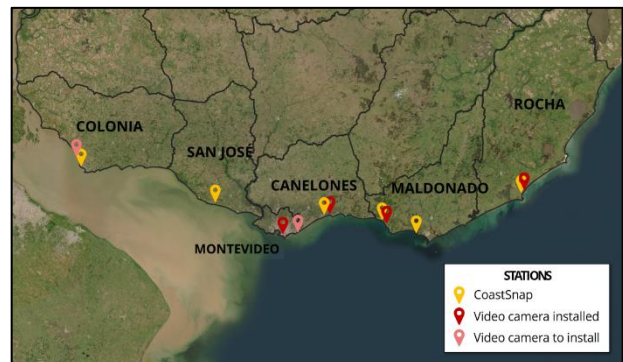 COLONIA
SAN JOSÉ
CANELONES
MALDONADO
ROCHA
MONTEVIDEO
STATIONS
CoastSnap
Video camera installed
Video camera to install